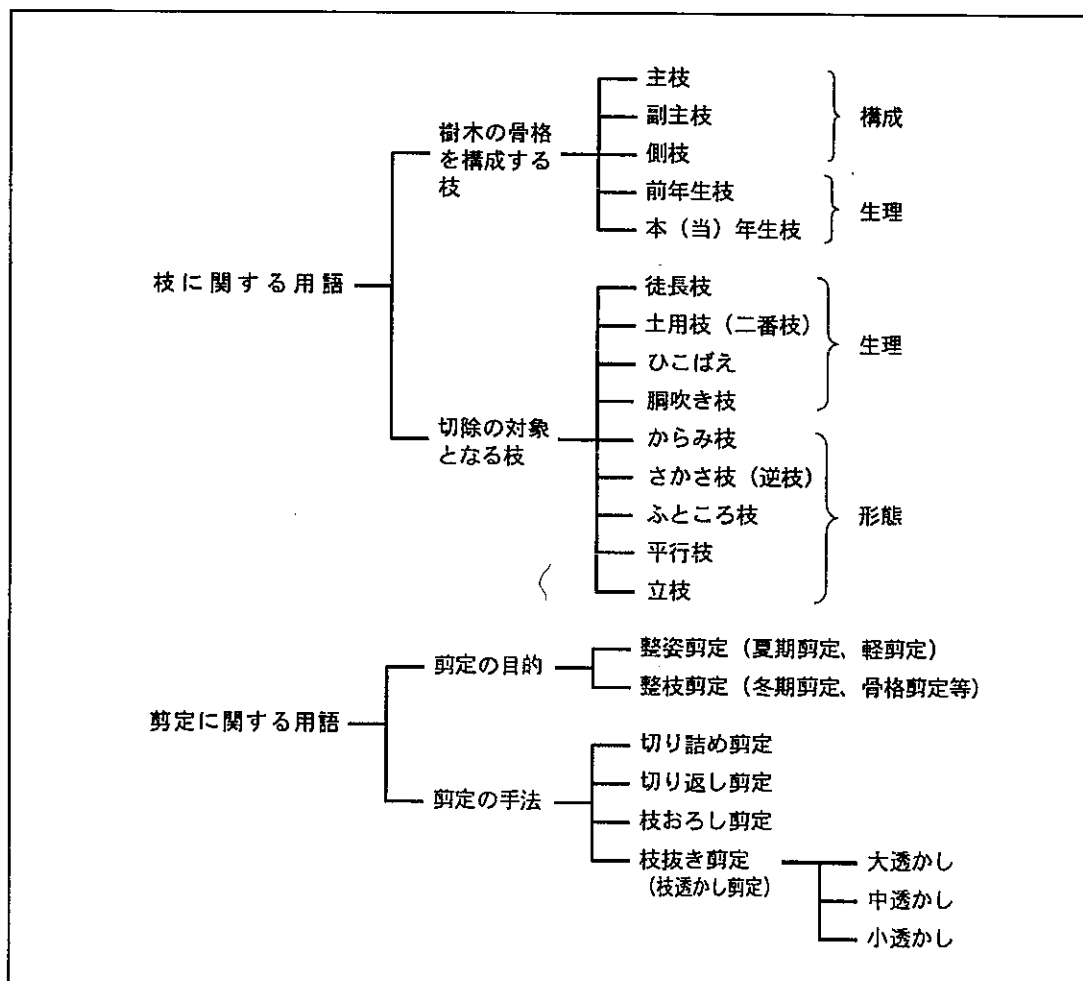 主枝
副主枝
側枝
前年生枝
本（当）年生枝
構成
生理
樹木の骨格
を構成する
枝
枝に関する用語
徒長枝
土用枝（二番枝）
ひこばえ
胴吹き枝
からみ枝
さかさ枝（逆枝）
ふところ枝
平行枝
立枝
生理
形態
切除の対象
となる枝
剪定に関する用語
剪定の目的
整姿剪定（夏期剪定、軽剪定）
整枝剪定（冬期剪定、骨格剪定等）
剪定の手法
切り詰め剪定
切り返し剪定
枝おろし剪定
枝抜き剪定
（枝透かし剪定）
大透かし
中透かし
小透かし